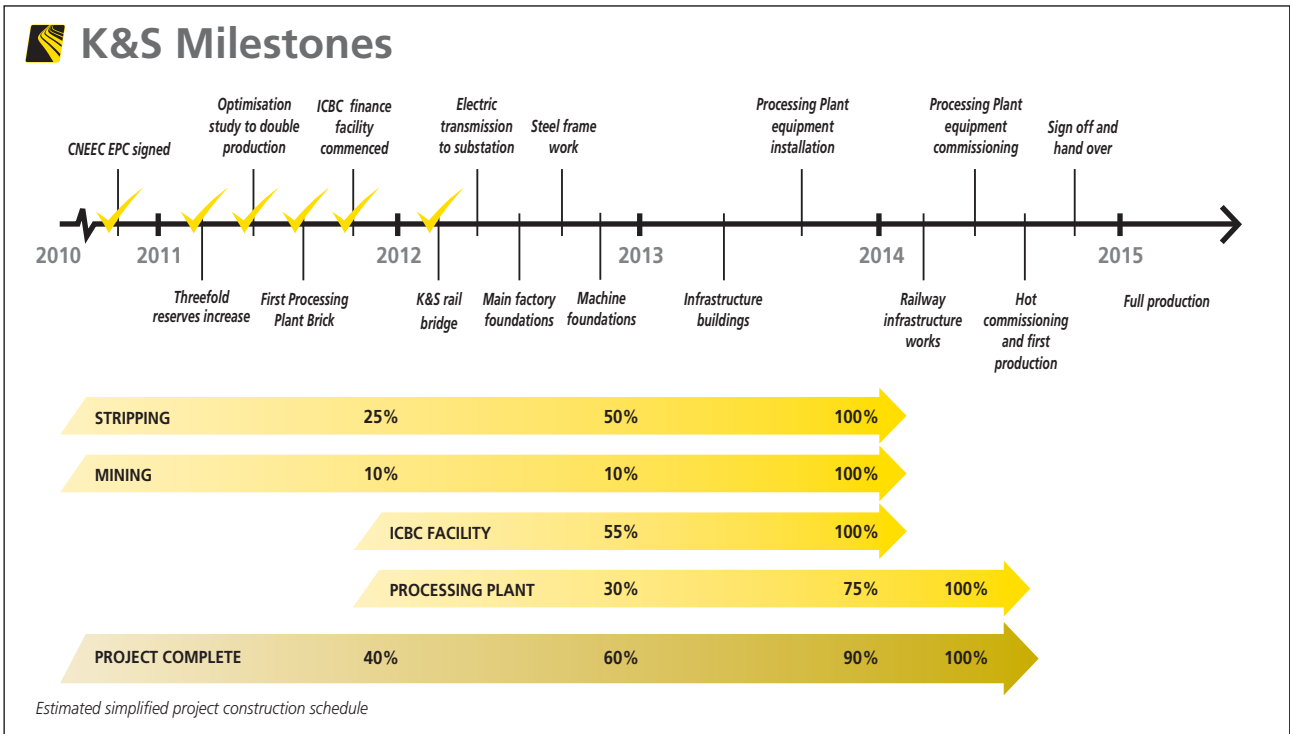 K&S Milestones
CNEEC EPC signed
Optimisation
study to double
production
ICBC finance
facility
commenced
Electric
transmission
to substation
Steel frame
work
Processing Plant
equipment
installation
Processing Plant
equipment
commissioning
Sign off and
hand over
2010 2011 2012 2013 2014 2015
Threefold
reserves increase
First Processing
Plant Brick
K&S rail
bridge
Main factory
foundations
Machine
foundations
Infrastructure
buildings
Railway
infrastructure
works
Hot
commissioning
and first
production
Full production
STRIPPING 25% 50% 100%
MINING 10% 10% 100%
ICBC FACILITY 55% 100%
PROCESSING PLANT 30% 75% 100%
PROJECT COMPLETE 40% 60% 90% 100%
Estimated simplified project construction schedule